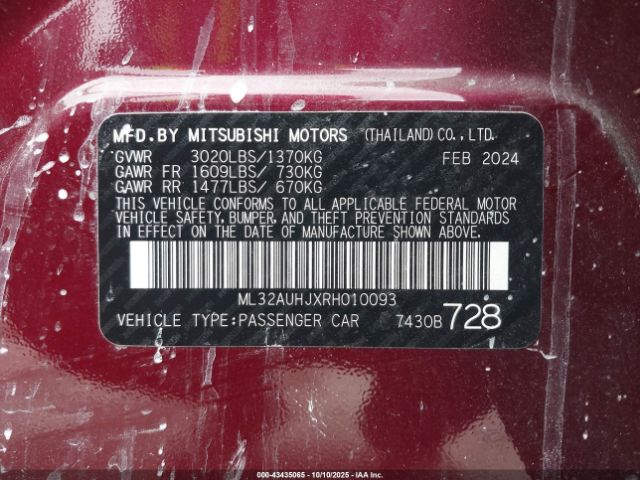 MFD.BY MITSUBISHI MOTORS (THAILAND) CO., LTD.
GVWR 3020LBS/1370KG FEB 2024
GAWR FR 1609LBS/ 730KG
GAWR RR 1477LBS/ 670KG
THIS VEHICLE CONFORMS TO ALL APPLICABLE FEDERAL MOTOR
VEHICLE SAFETY, BUMPER, AND THEFT PREVENTION STANDARDS
IN EFFECT ON THE DATE OF MANUFACTURE SHOWN ABOVE.
ML32AUHJXRH010093
VEHICLE TYPE:PASSENGER CAR 7430B 728
000-43435065 - 10/10/2025 - IAA Inc.